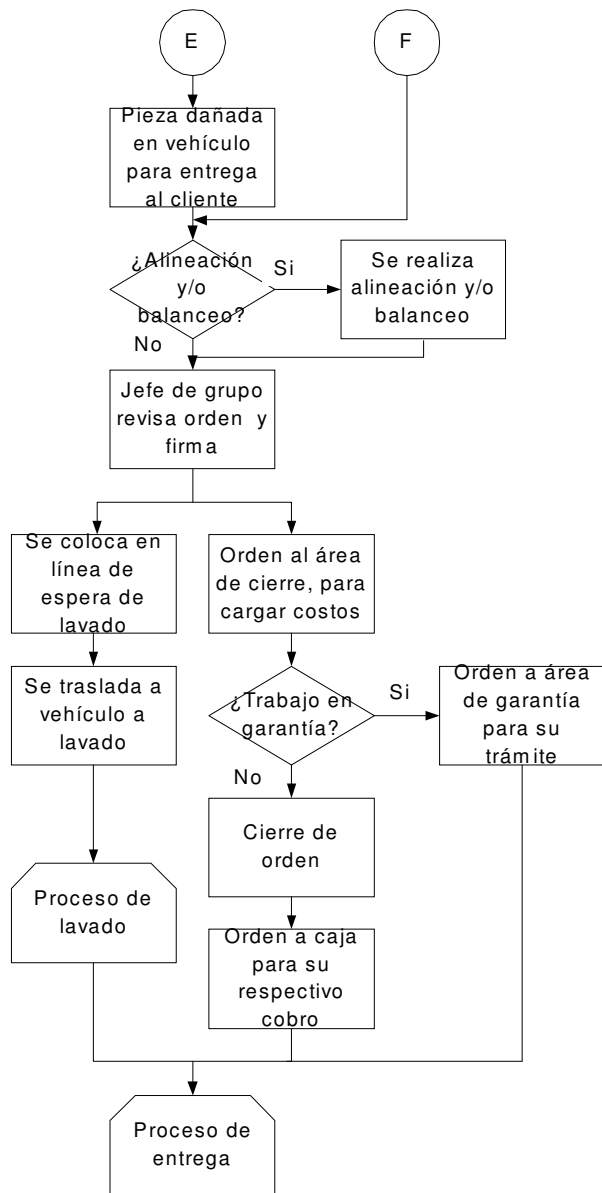 E
F
Pieza dañada
en vehículo
para entrega
al cliente
¿Alineación
y/o
balanceo?
Si
Se realiza
alineación y/o
balanceo
No
Jefe de grupo
revisa orden y
firma
Se coloca en
línea de
espera de
lavado
Orden al área
de cierre, para
cargar costos
Se traslada a
vehículo a
lavado
¿Trabajo en
garantía?
Si
Orden a área
de garantía
para su
trámite
No
Cierre de
orden
Proceso de
lavado
Orden a caja
para su
respectivo
cobro
Proceso de
entrega